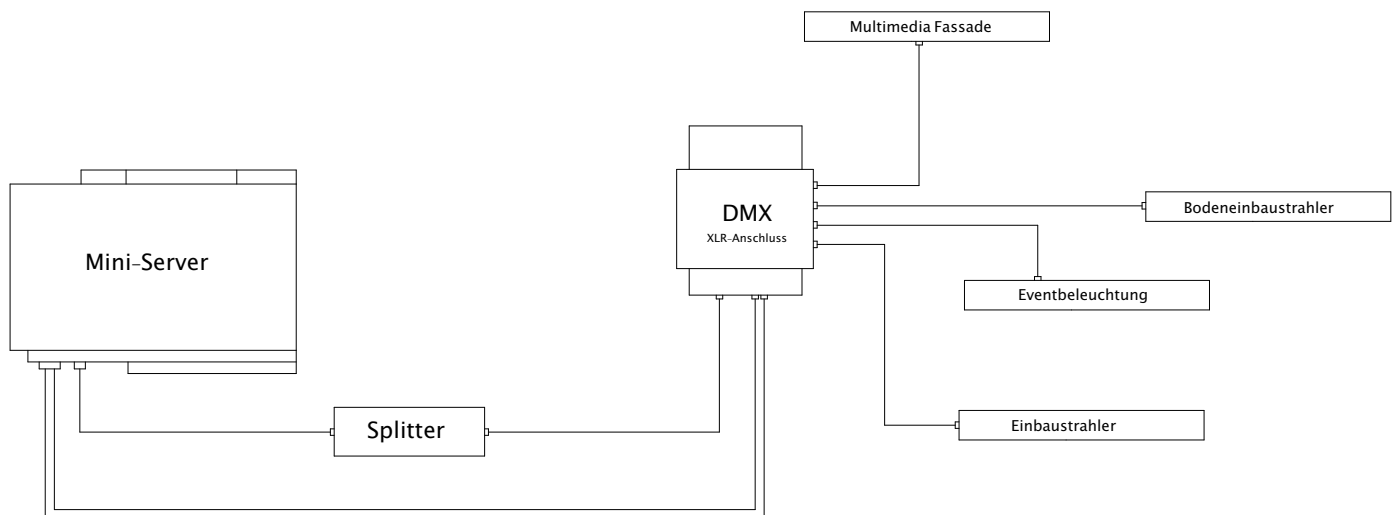 Multimedia Fassade
DMX
XLR-Anschluss
Bodeneinbaustrahler
Mini-Server
Eventbeleuchtung
Splitter
Einbaustrahler